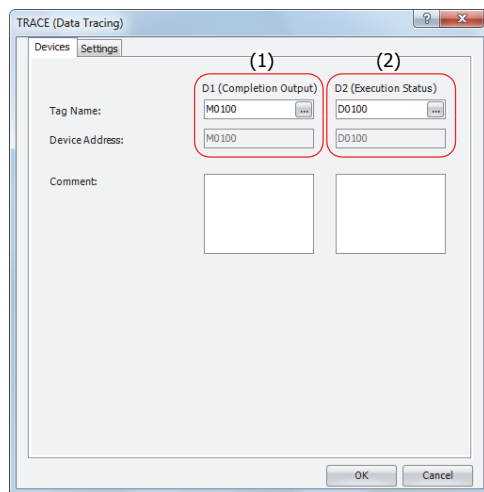 TRACE (Data Tracing)
Devices Settings
(1) (2)
D1 (Completion Output) D2 (Execution Status)
Tag Name: M0100 ... D0100 ...
Device Address: M0100 D0100
Comment:
OK Cancel